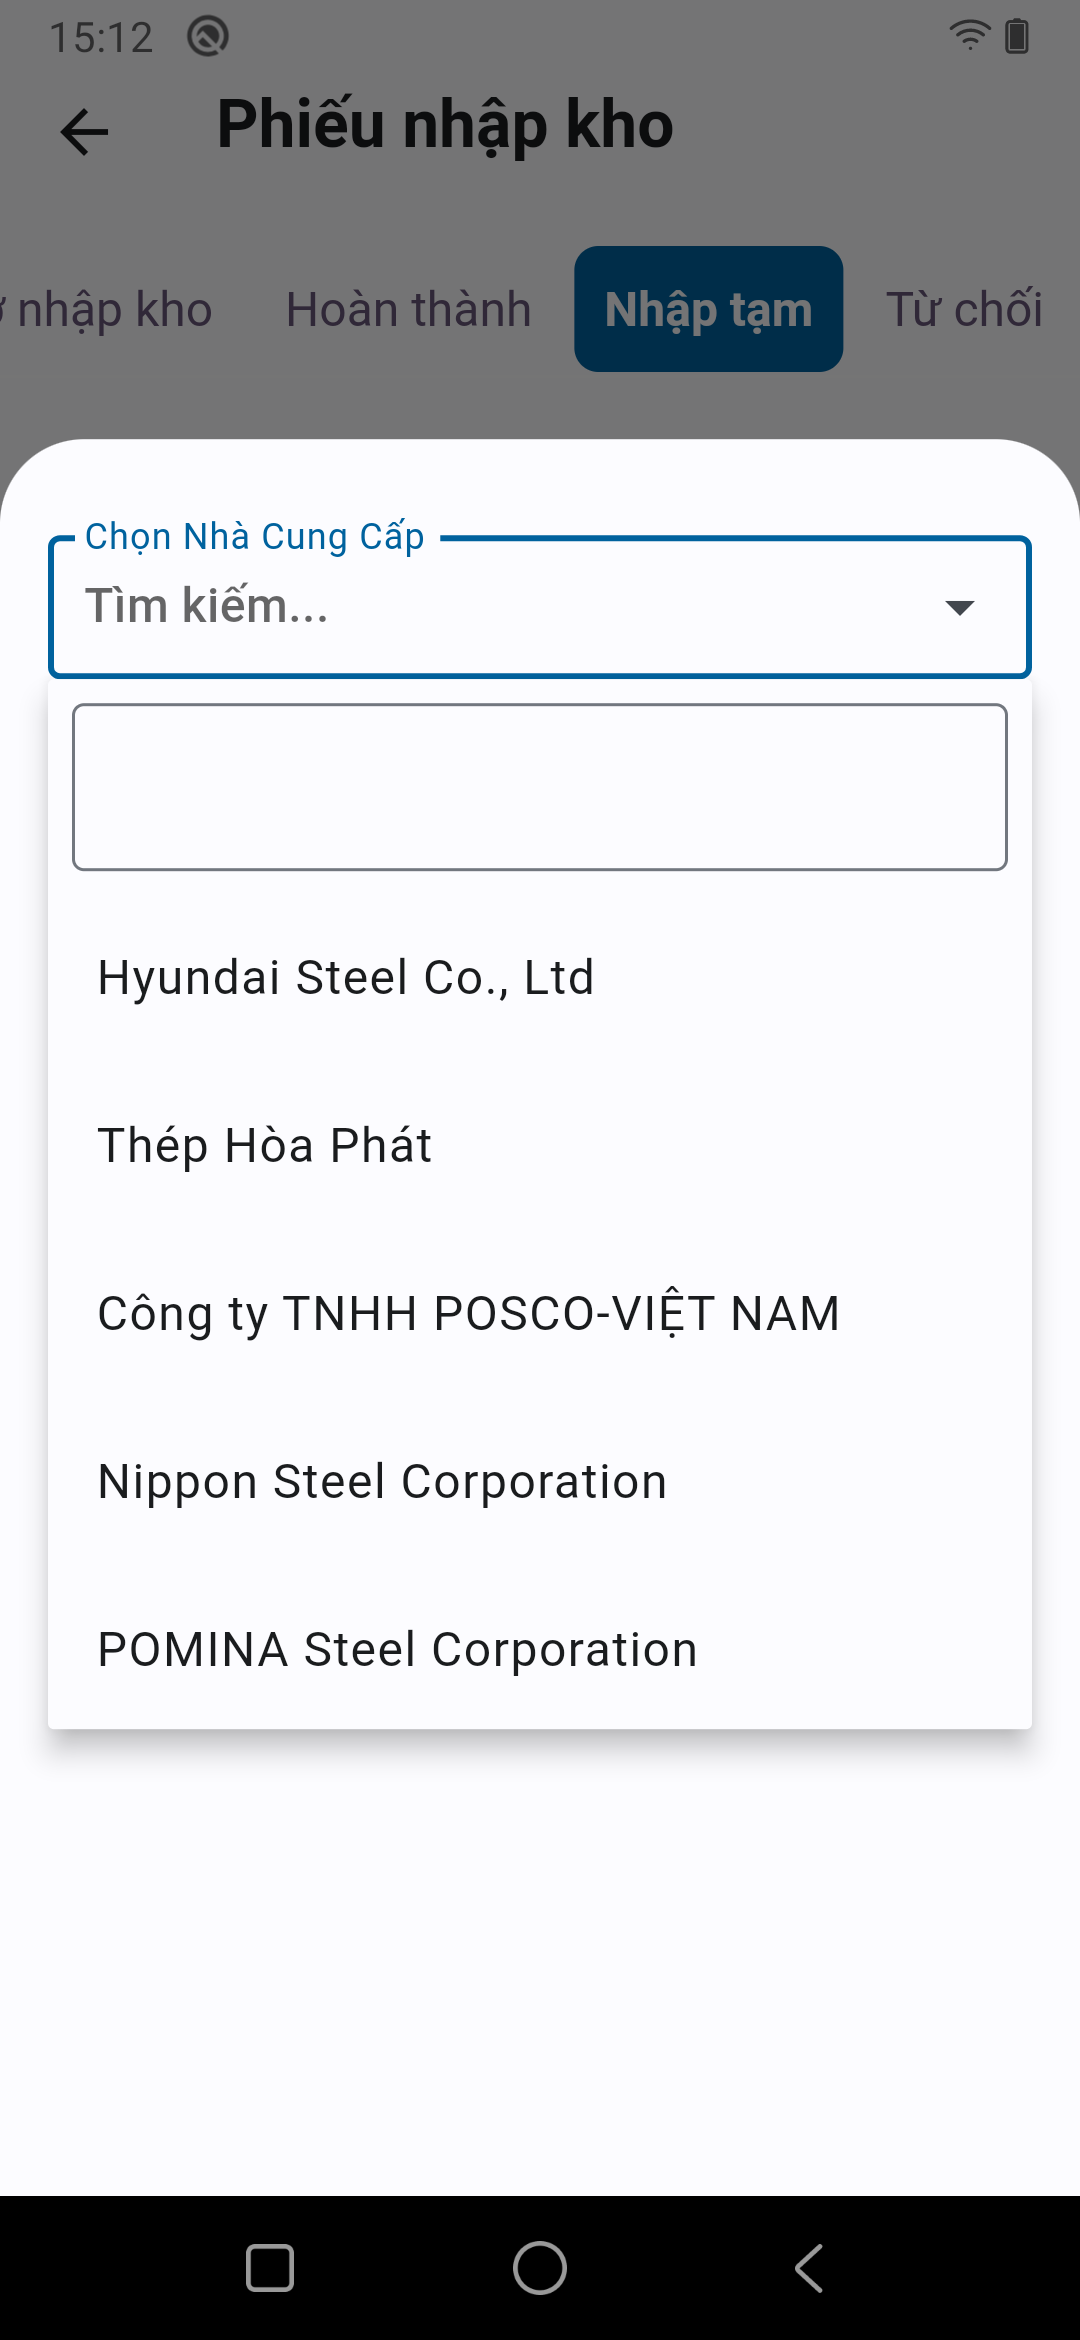 15:12
Phiếu nhập kho
nhập kho Hoàn thành Nhập tạm Từ chối
Chọn Nhà Cung Cấp
Tìm kiếm...
Hyundai Steel Co., Ltd
Thép Hòa Phát
Công ty TNHH POSCO-VIỆT NAM
Nippon Steel Corporation
POMINA Steel Corporation